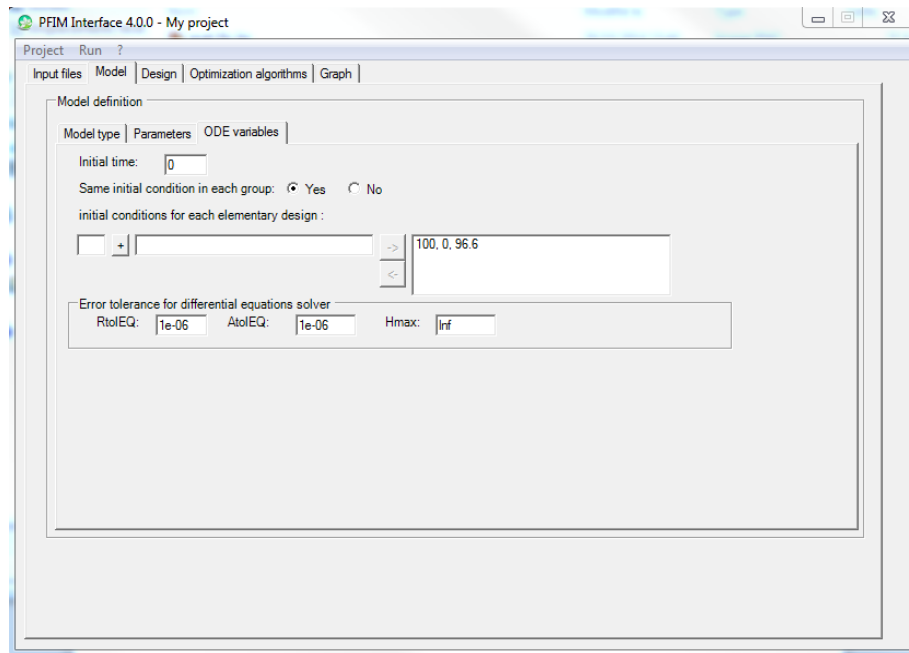 PFIM Interface 4.0.0 - My project
Project Run ?
Input files Model Design Optimization algorithms Graph
Model definition
Model type Parameters ODE variables
Initial time: 0
Same initial condition in each group: Yes No
initial conditions for each elementary design :
+ -> 100, 0, 96.6
<-
Error tolerance for differential equations solver
RtolEQ: 1e-06 AtolEQ: 1e-06 Hmax: Inf